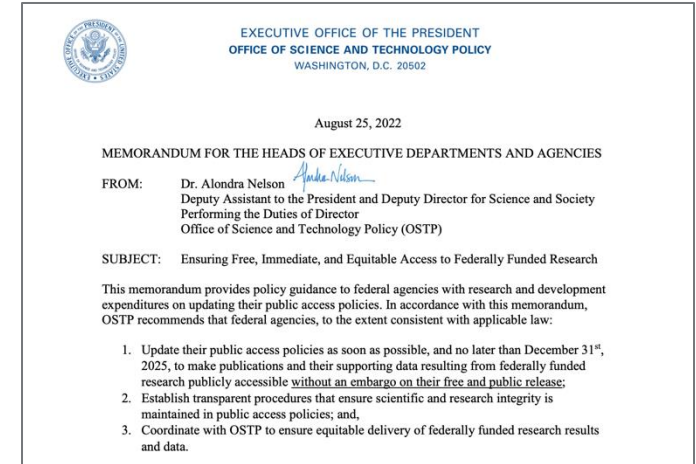 EXECUTIVE OFFICE OF THE PRESIDENT
OFFICE OF SCIENCE AND TECHNOLOGY POLICY
WASHINGTON, D.C. 20502
August 25, 2022
MEMORANDUM FOR THE HEADS OF EXECUTIVE DEPARTMENTS AND AGENCIES
FROM: Dr. Alondra Nelson Alondra Nelson
Deputy Assistant to the President and Deputy Director for Science and Society
Performing the Duties of Director
Office of Science and Technology Policy (OSTP)
SUBJECT: Ensuring Free, Immediate, and Equitable Access to Federally Funded Research
This memorandum provides policy guidance to federal agencies with research and development
expenditures on updating their public access policies. In accordance with this memorandum,
OSTP recommends that federal agencies, to the extent consistent with applicable law:
1. Update their public access policies as soon as possible, and no later than December 31st,
2025, to make publications and their supporting data resulting from federally funded
research publicly accessible without an embargo on their free and public release;
2. Establish transparent procedures that ensure scientific and research integrity is
maintained in public access policies; and,
3. Coordinate with OSTP to ensure equitable delivery of federally funded research results
and data.